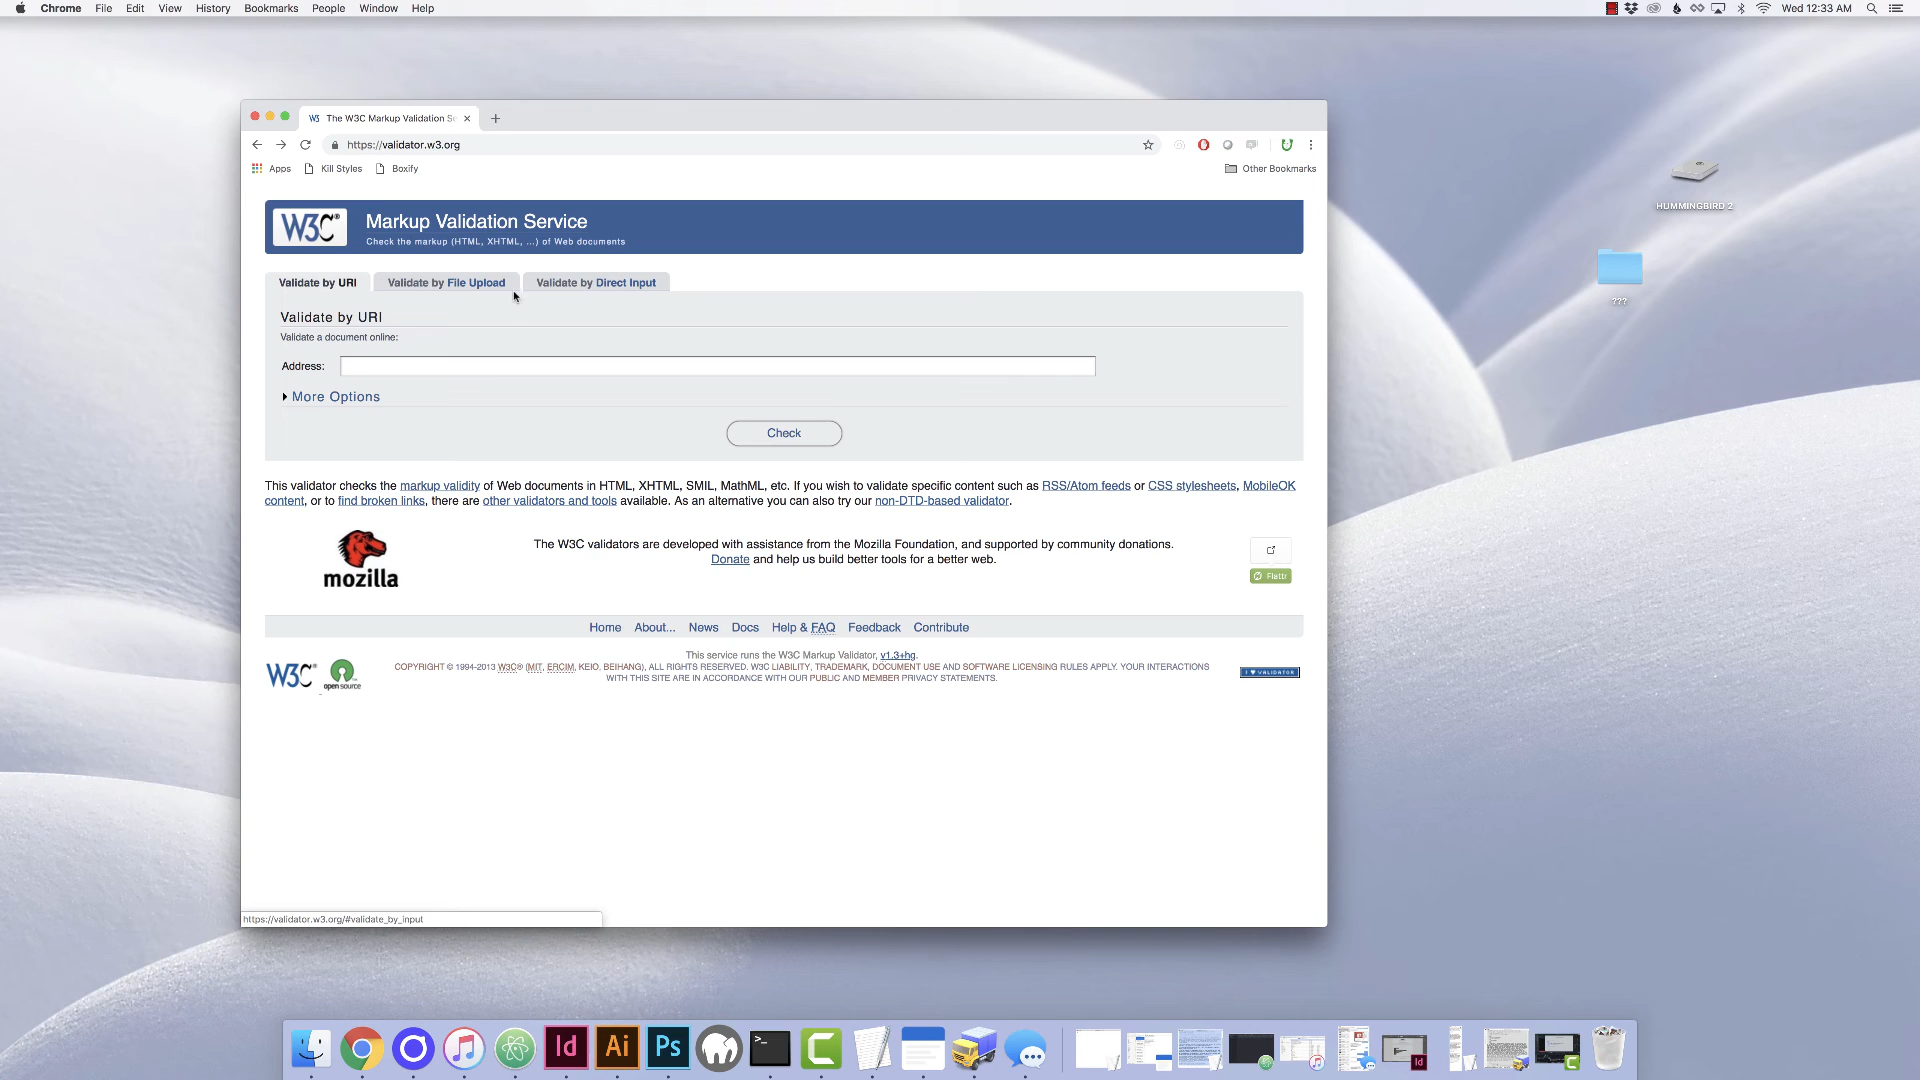 Chrome File Edit View History Bookmarks People Window Help
Wed 12:33 AM
The W3C Markup Validation Se
https://validator.w3.org
Apps Kill Styles Boxify Other Bookmarks
HUMMINGBIRD 2
???
W3C®
Markup Validation Service
Check the markup (HTML, XHTML, ...) of Web documents
Validate by URI Validate by File Upload Validate by Direct Input
Validate by URI
Validate a document online:
Address:
More Options
Check
This validator checks the markup validity of Web documents in HTML, XHTML, SMIL, MathML, etc. If you wish to validate specific content such as RSS/Atom feeds or CSS stylesheets, MobileOK
content, or to find broken links, there are other validators and tools available. As an alternative you can also try our non-DTD-based validator.
mozilla
The W3C validators are developed with assistance from the Mozilla Foundation, and supported by community donations.
Donate and help us build better tools for a better web.
Flattr
Home About... News Docs Help & FAQ Feedback Contribute
This service runs the W3C Markup Validator, v1.3+hg.
W3C® open source
COPYRIGHT © 1994-2013 W3C® (MIT, ERCIM, KEIO, BEIHANG), ALL RIGHTS RESERVED. W3C LIABILITY, TRADEMARK, DOCUMENT USE AND SOFTWARE LICENSING RULES APPLY. YOUR INTERACTIONS
WITH THIS SITE ARE IN ACCORDANCE WITH OUR PUBLIC AND MEMBER PRIVACY STATEMENTS.
I ♥ VALIDATOR
https://validator.w3.org/#validate_by_input
Id Ai Ps >_
Id